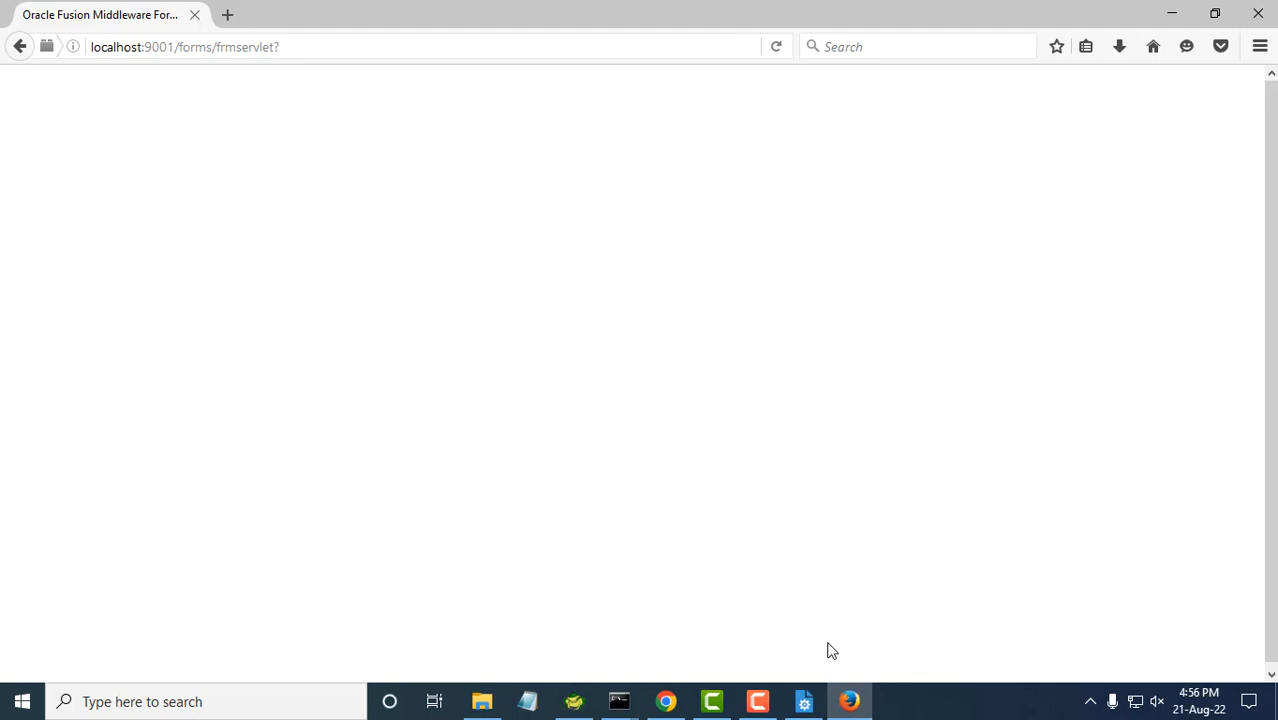 Oracle Fusion Middleware For...
localhost:9001/forms/frmservlet?
Search
Type here to search
4:56 PM
21-Aug-22